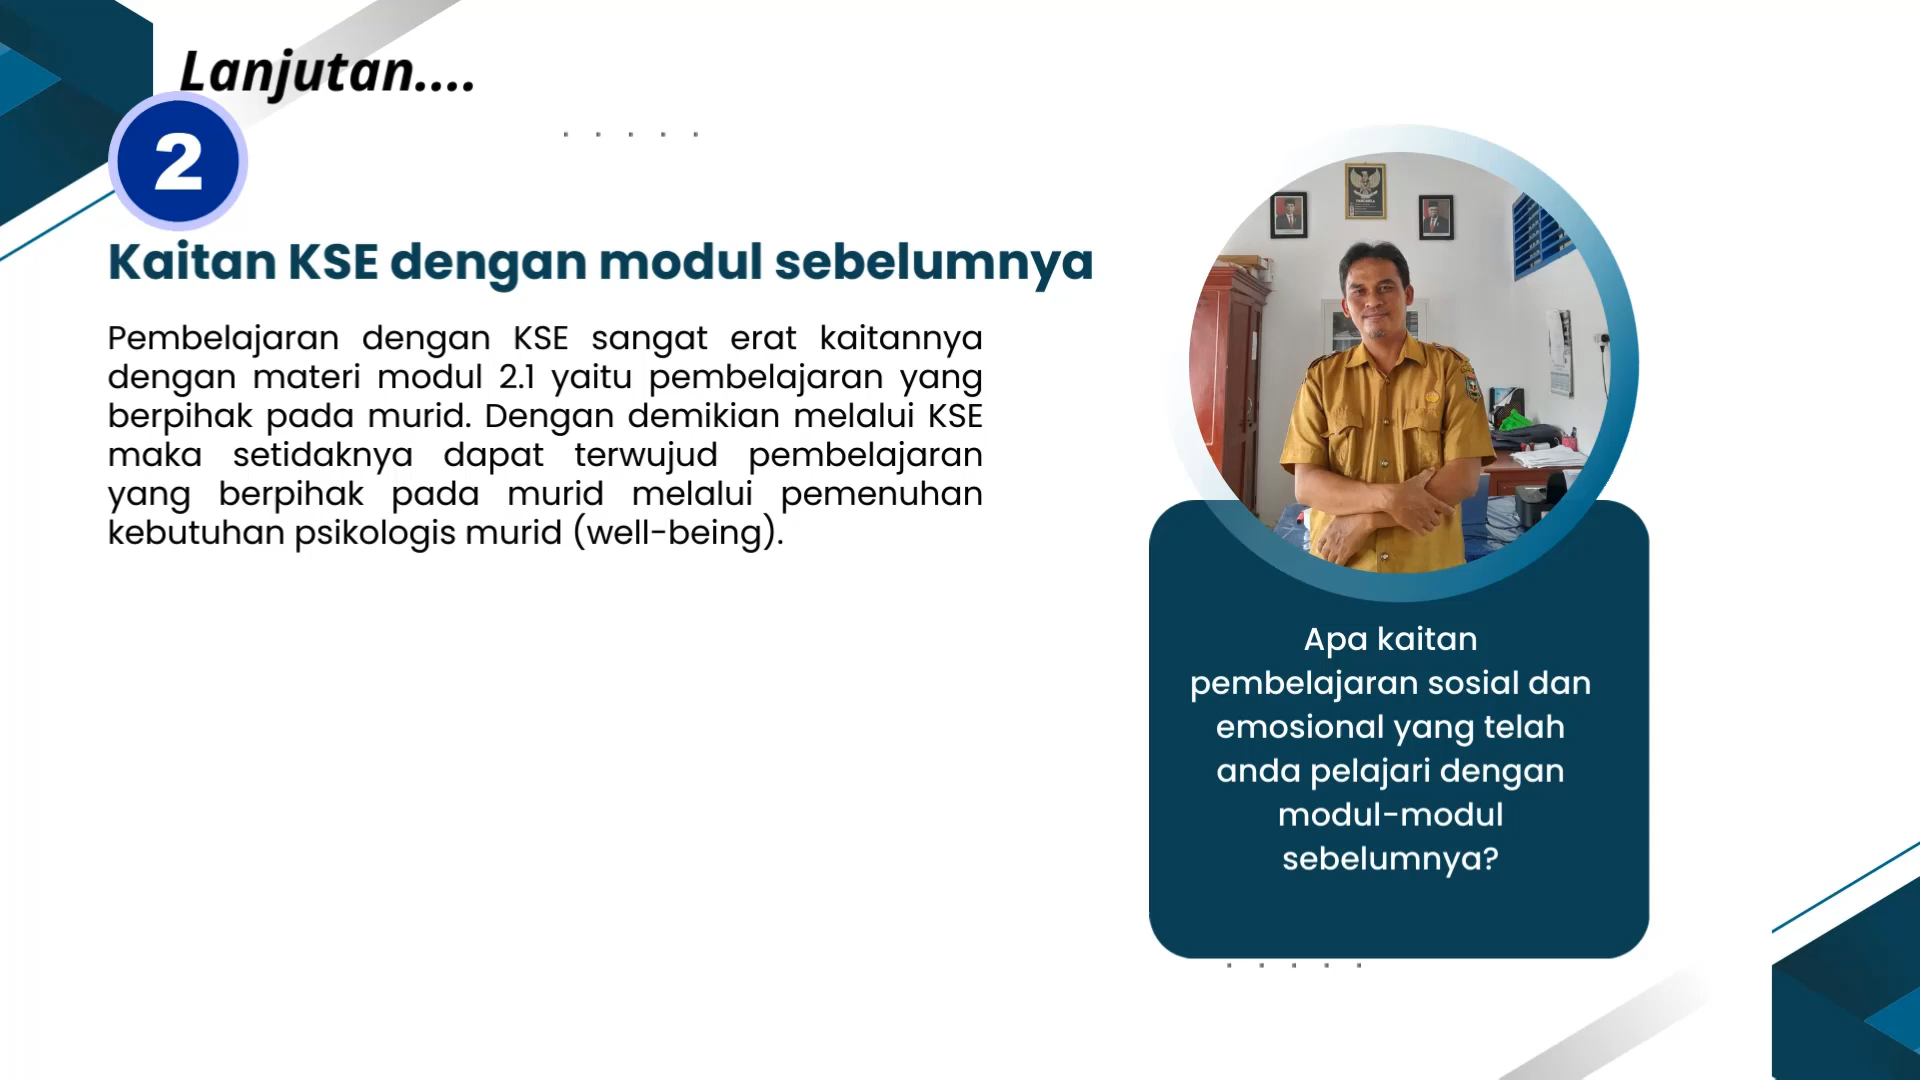 Lanjutan....
2
Kaitan KSE dengan modul sebelumnya
Pembelajaran dengan KSE sangat erat kaitannya
dengan materi modul 2.1 yaitu pembelajaran yang
berpihak pada murid. Dengan demikian melalui KSE
maka setidaknya dapat terwujud pembelajaran
yang berpihak pada murid melalui pemenuhan
kebutuhan psikologis murid (well-being).
Apa kaitan
pembelajaran sosial dan
emosional yang telah
anda pelajari dengan
modul-modul
sebelumnya?